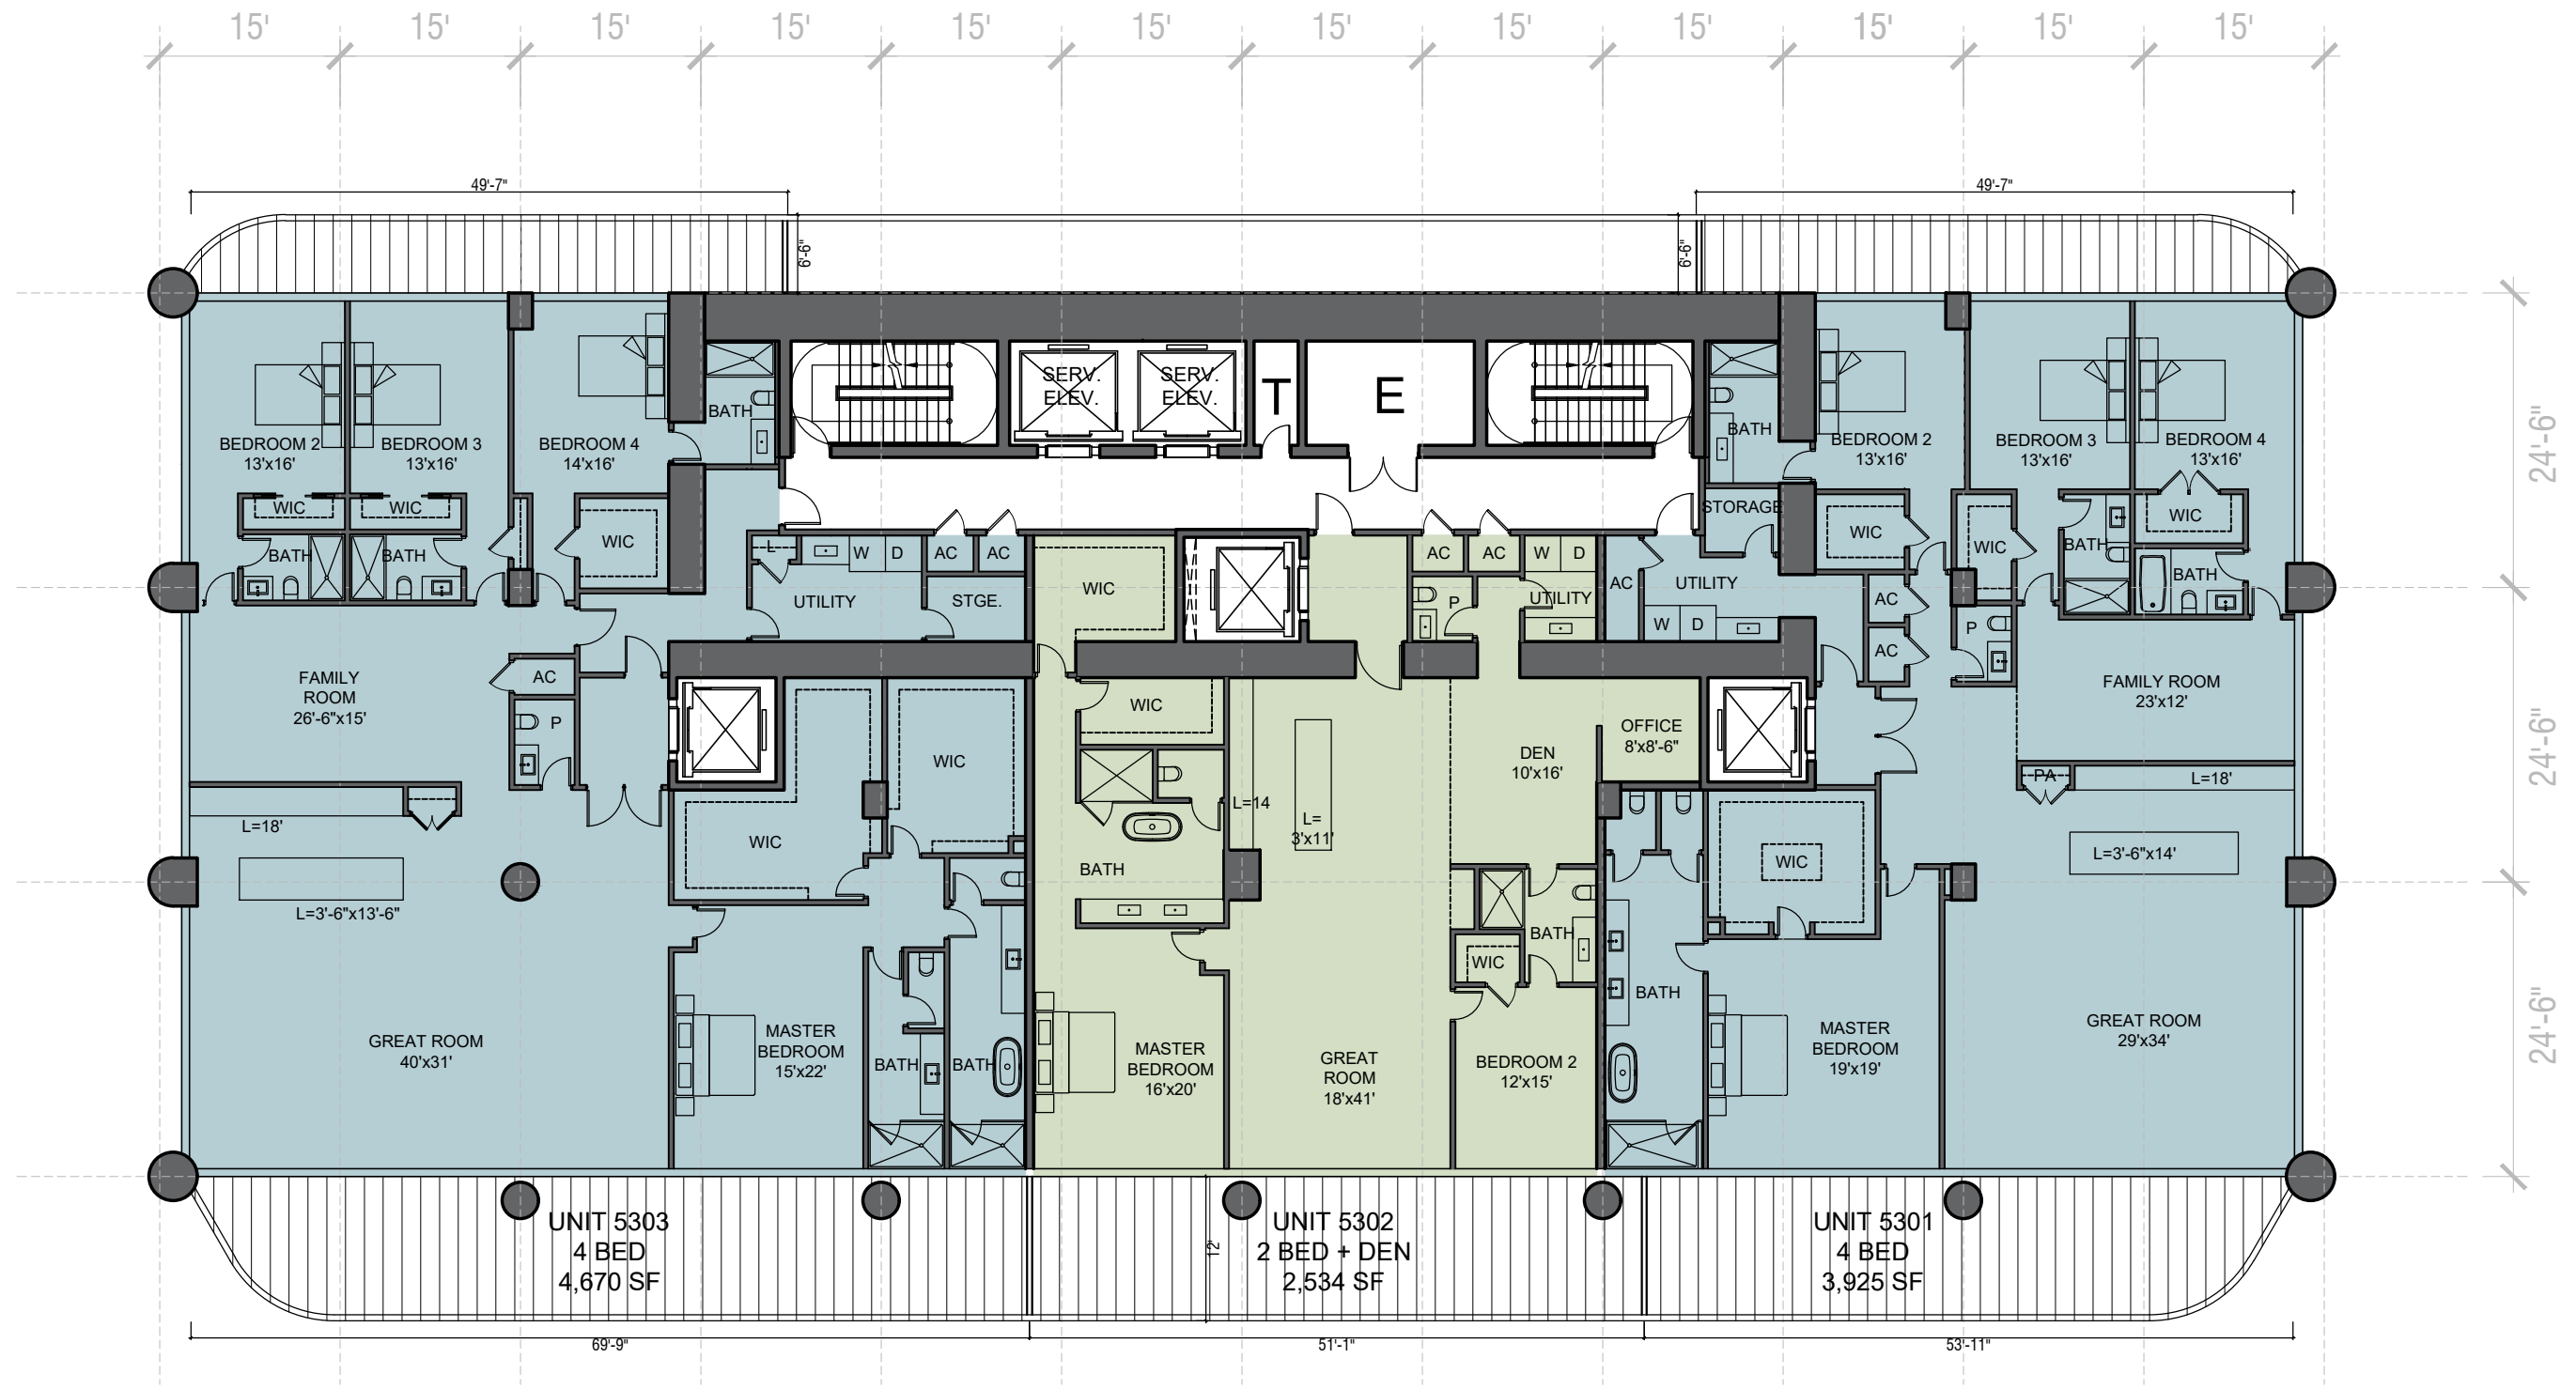 15' 15' 15' 15' 15' 15' 15' 15' 15' 15' 15' 15'
49'-7" 49'-7"
6'-6" 6'-6"
24'-6"
24'-6"
24'-6"
SERV.
ELEV.
SERV.
ELEV.
T
E
BEDROOM 2
13'x16'
BEDROOM 3
13'x16'
BEDROOM 4
14'x16'
BATH
WIC
WIC
WIC
BATH
BATH
L
W
D
AC
AC
UTILITY
STGE.
FAMILY
ROOM
26'-6"x15'
AC
P
WIC
WIC
L=18'
L=3'-6"x13'-6"
GREAT ROOM
40'x31'
MASTER
BEDROOM
15'x22'
BATH
BATH
WIC
WIC
BATH
MASTER
BEDROOM
16'x20'
AC
AC
W
D
P
UTILITY
L=14
L=
3'x11'
DEN
10'x16'
OFFICE
8'x8'-6"
BATH
WIC
GREAT
ROOM
18'x41'
BEDROOM 2
12'x15'
BATH
STORAGE
BEDROOM 2
13'x16'
BEDROOM 3
13'x16'
BEDROOM 4
13'x16'
WIC
WIC
WIC
BATH
BATH
AC
UTILITY
W
D
AC
AC
P
FAMILY ROOM
23'x12'
PA
L=18'
L=3'-6"x14'
WIC
BATH
MASTER
BEDROOM
19'x19'
GREAT ROOM
29'x34'
UNIT 5303
4 BED
4,670 SF
12'
UNIT 5302
2 BED + DEN
2,534 SF
UNIT 5301
4 BED
3,925 SF
69'-9" 51'-1" 53'-11"